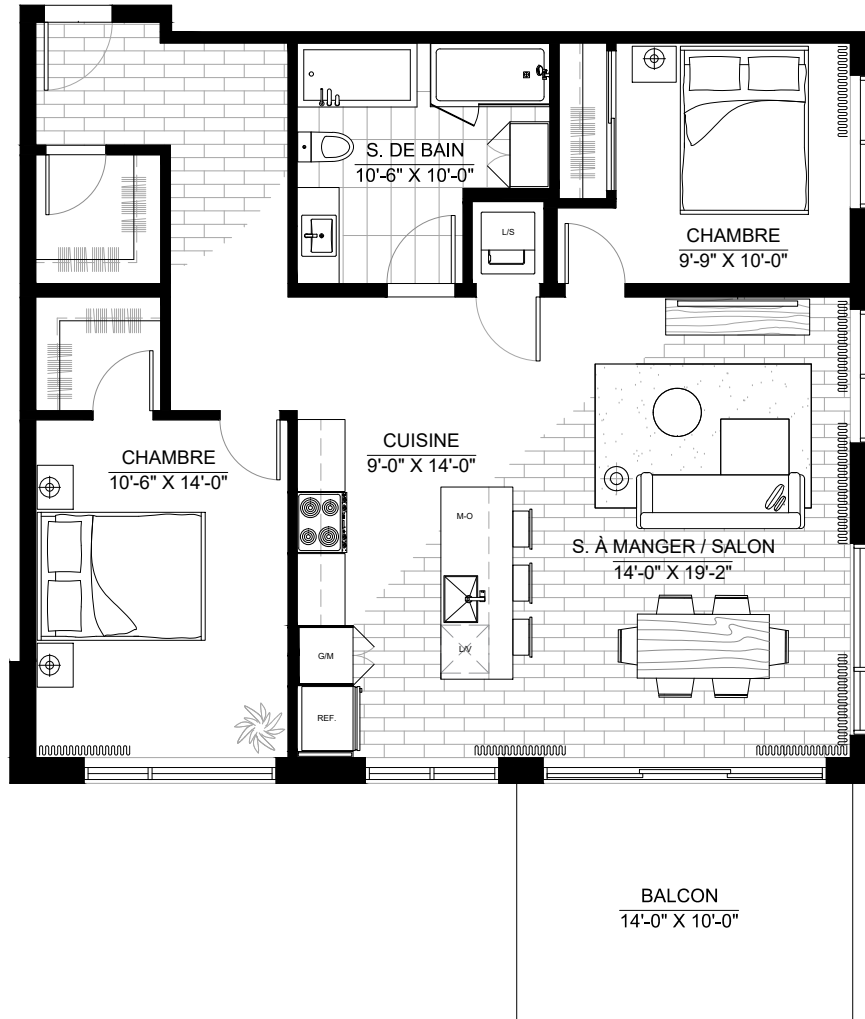 S. DE BAIN
10'-6" X 10'-0"
L/S
CHAMBRE
9'-9" X 10'-0"
CUISINE
9'-0" X 14'-0"
CHAMBRE
10'-6" X 14'-0"
M-O
S. À MANGER / SALON
14'-0" X 19'-2"
L/V
G/M
REF.
BALCON
14'-0" X 10'-0"